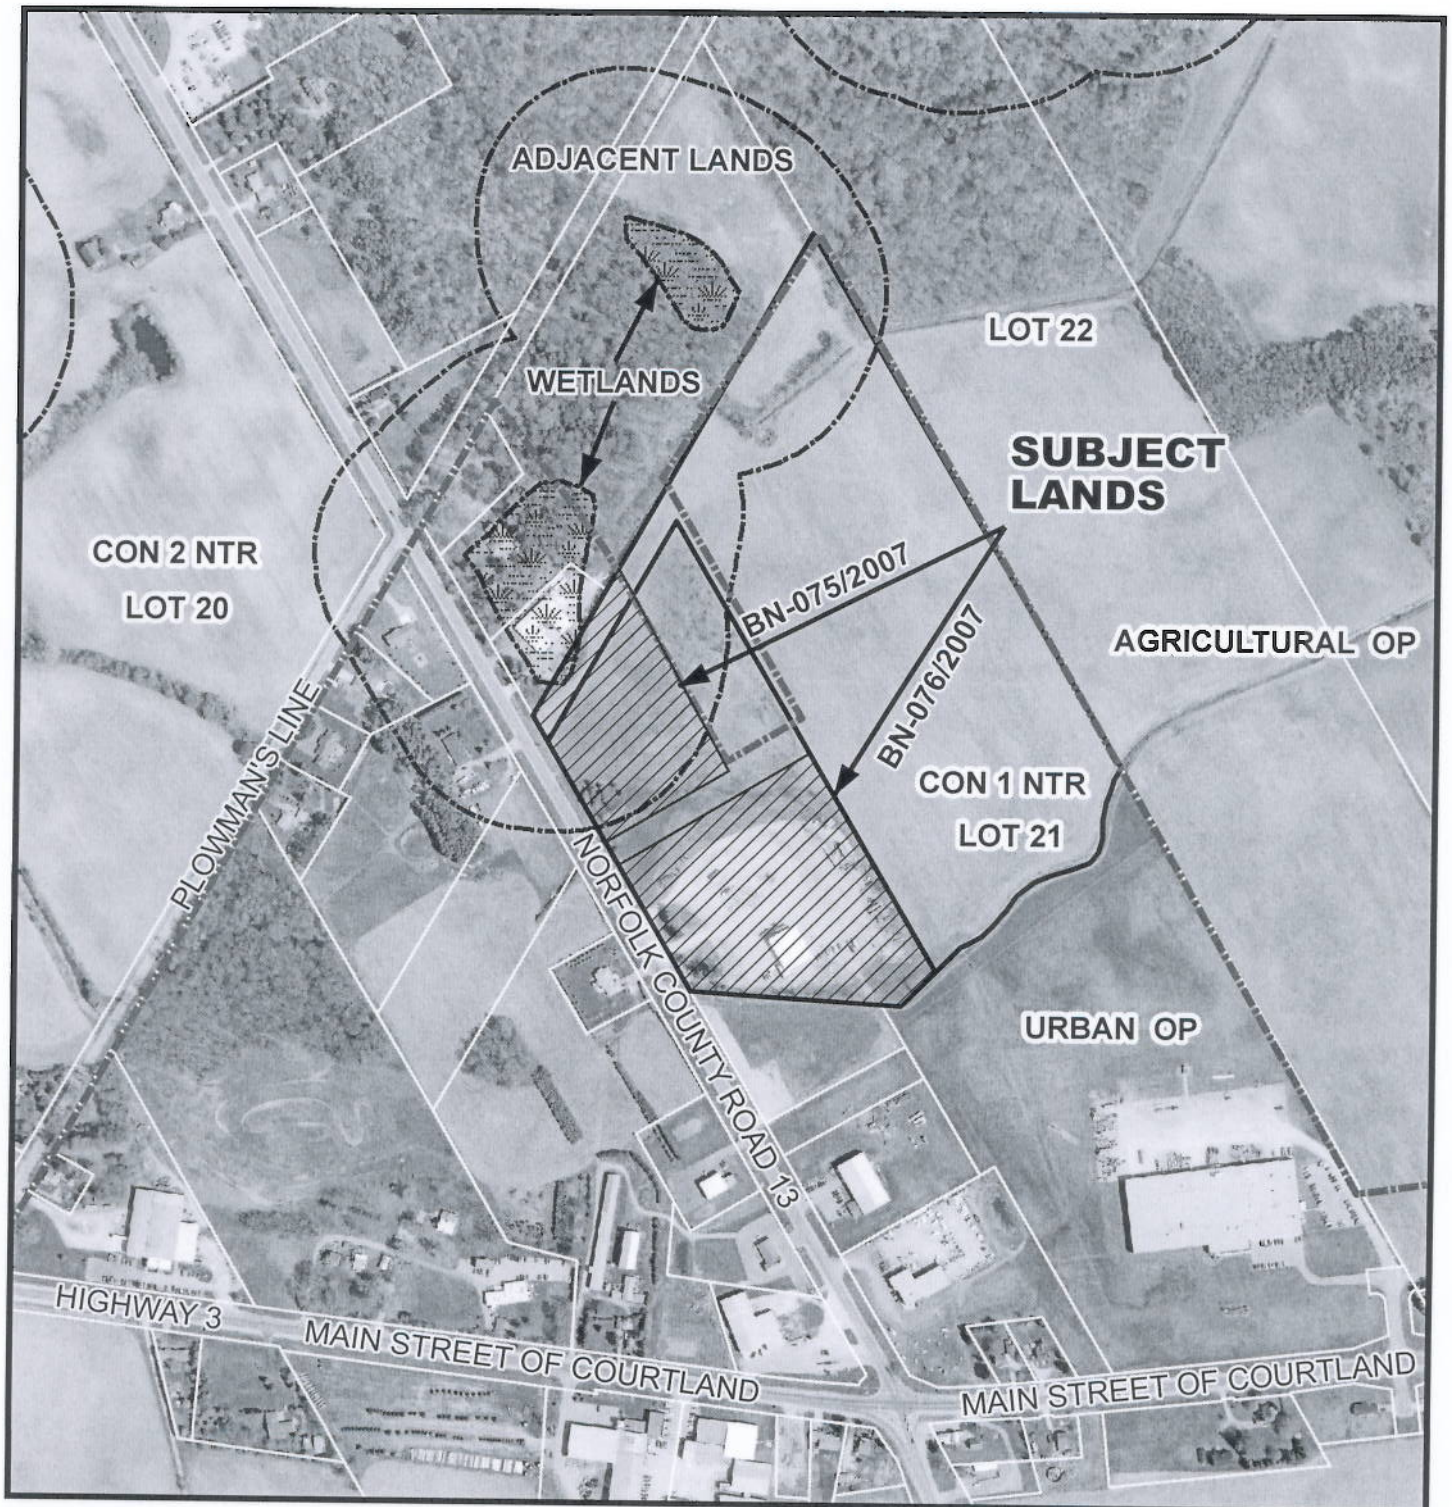 ADJACENT LANDS
LOT 22
WETLANDS
SUBJECT
LANDS
CON 2 NTR
LOT 20
BN-075/2007
BN-076/2007
AGRICULTURAL OP
PLOWMAN'S LINE
CON 1 NTR
LOT 21
NORFOLK COUNTY ROAD 13
URBAN OP
HIGHWAY 3
MAIN STREET OF COURTLAND
MAIN STREET OF COURTLAND